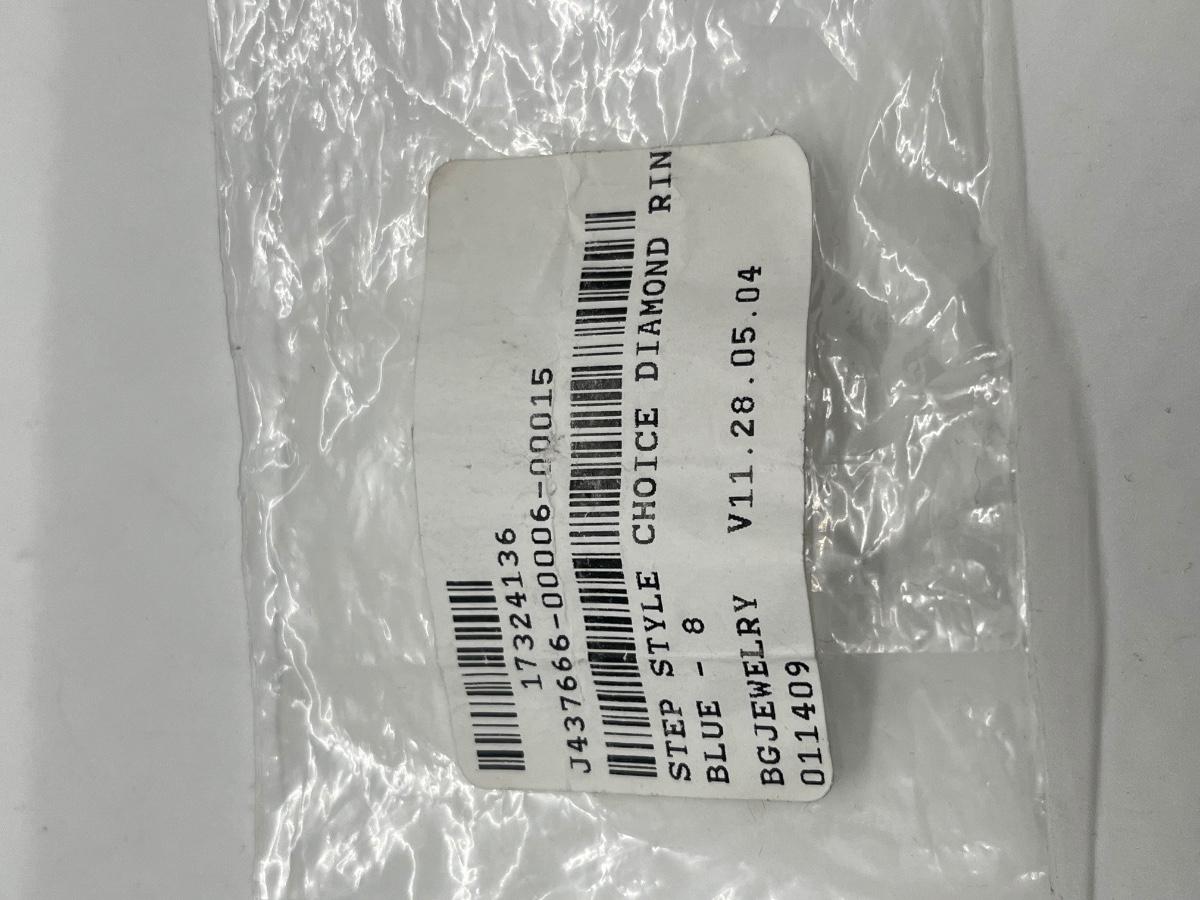 17324136
J437666-00006-00015
STEP STYLE CHOICE DIAMOND RIN
BLUE - 8
BGJEWELRY V11.28.05.04
011409